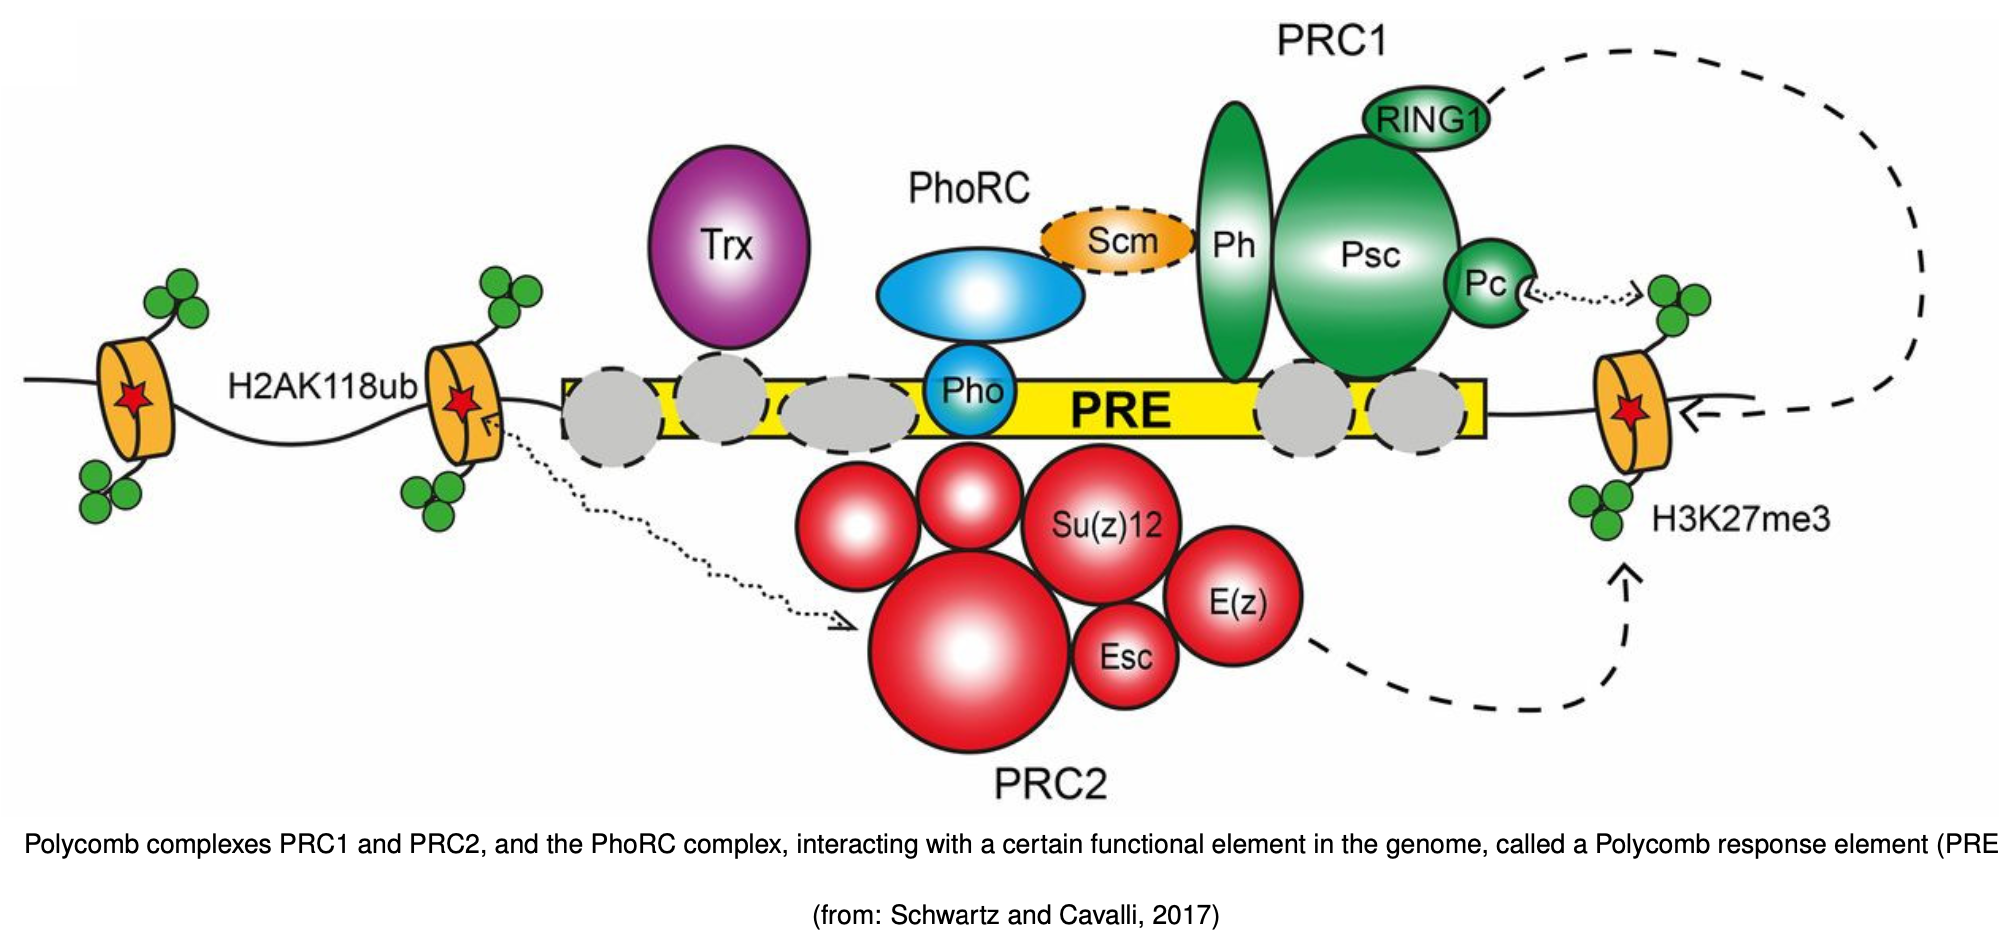 PRC1
RING1
PhoRC
Trx
Scm
Ph
Psc
Pc
H2AK118ub
Pho
PRE
Su(z)12
H3K27me3
E(z)
Esc
PRC2
Polycomb complexes PRC1 and PRC2, and the PhoRC complex, interacting with a certain functional element in the genome, called a Polycomb response element (PRE
(from: Schwartz and Cavalli, 2017)